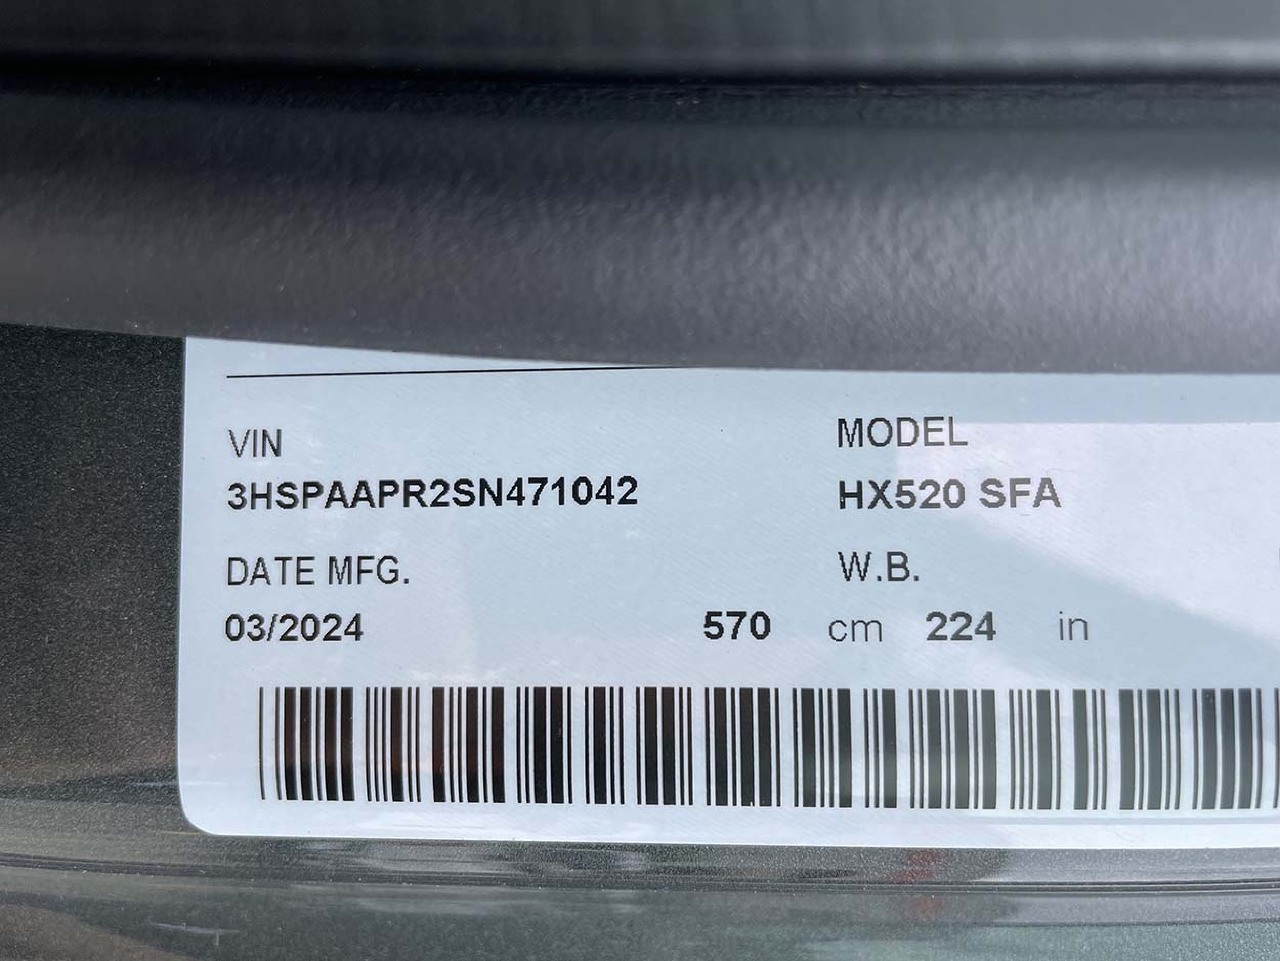 VIN
MODEL
3HSPAAPR2SN471042
HX520 SFA
DATE MFG.
W.B.
03/2024
570 cm 224 in